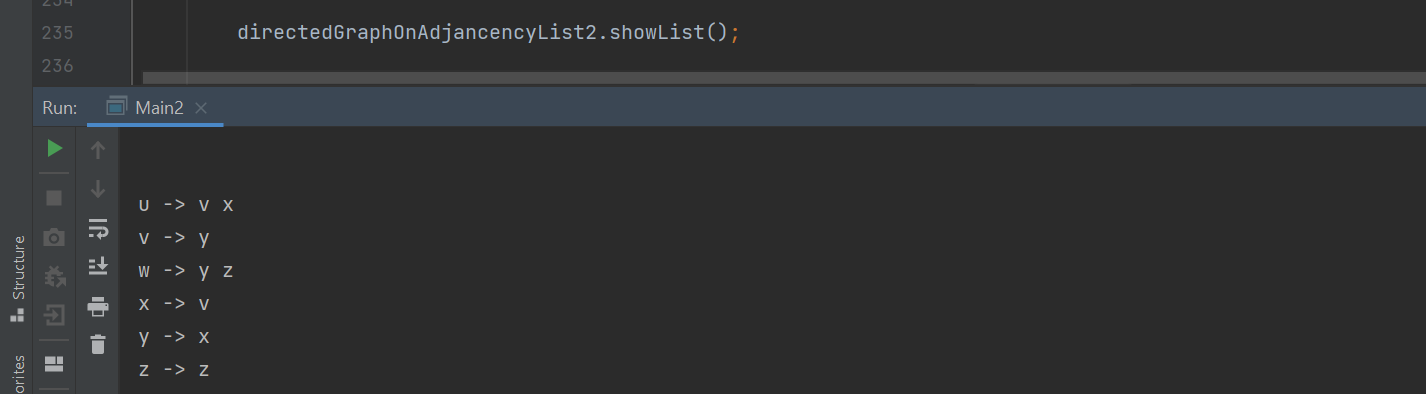 234
235 directedGraphOnAdjancencyList2.showList();
236
Run: Main2
u -> v x
v -> y
w -> y z
x -> v
y -> x
z -> z
Structure
orites